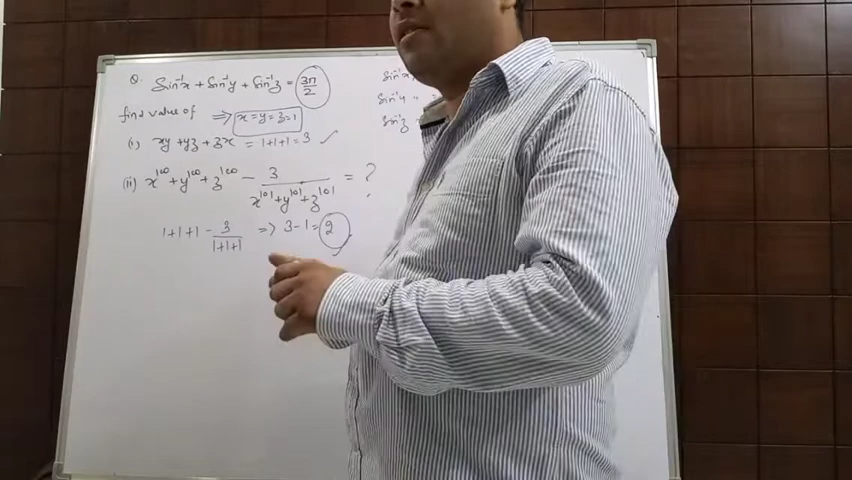 Q. Sin⁻¹x + Sin⁻¹y + Sin⁻¹z = 3π/2
find value of ⇒ x=y=z=1
(i) xy + yz + zx = 1+1+1 = 3 ✓
(ii) x¹⁰⁰ + y¹⁰⁰ + z¹⁰⁰ − 3/(x¹⁰¹ + y¹⁰¹ + z¹⁰¹) = ?
1+1+1 − 3/(1+1+1) ⇒ 3−1 = 2
Sin⁻¹x
Sin⁻¹y
Sin⁻¹z